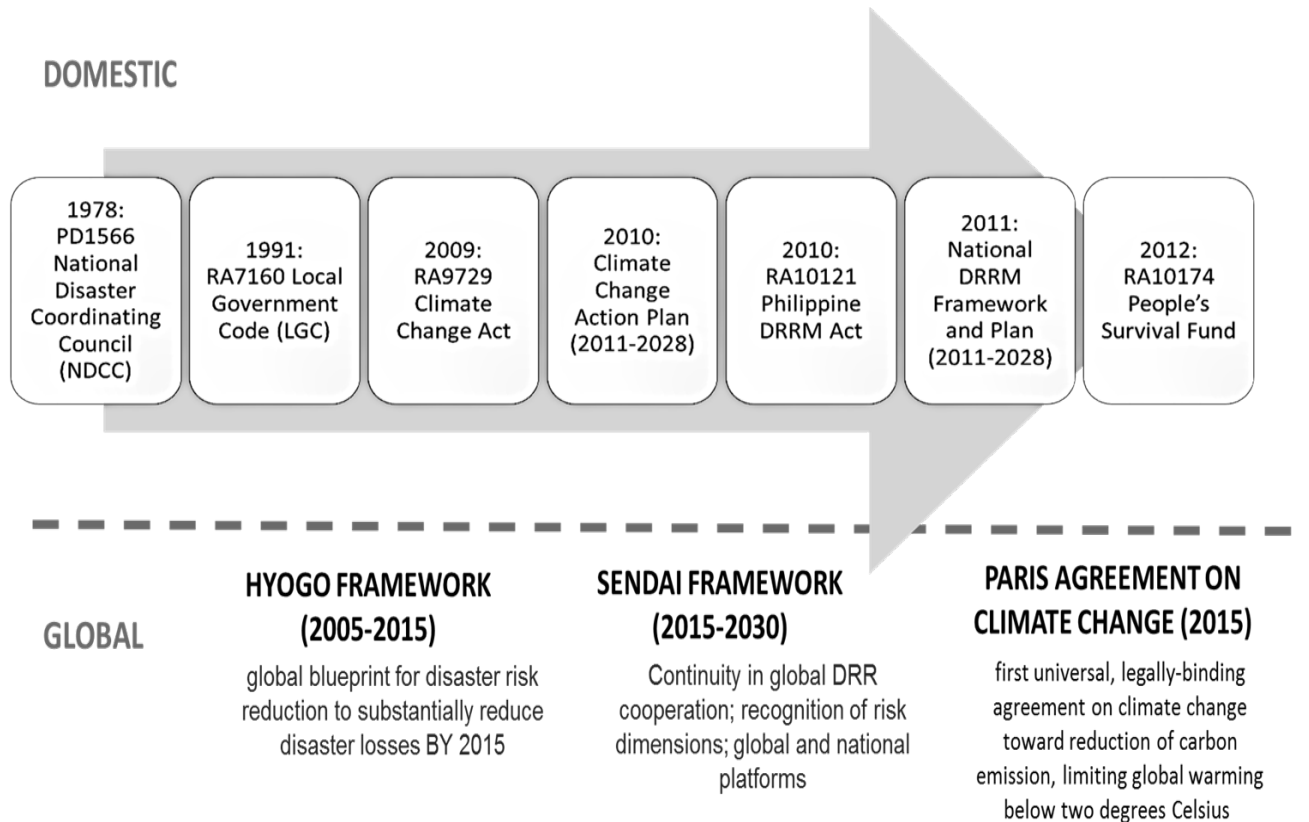 DOMESTIC
1978:
PD1566
National
Disaster
Coordinating
Council
(NDCC)
1991:
RA7160 Local
Government
Code (LGC)
2009:
RA9729
Climate
Change Act
2010:
Climate
Change
Action Plan
(2011-2028)
2010:
RA10121
Philippine
DRRM Act
2011:
National
DRRM
Framework
and Plan
(2011-2028)
2012:
RA10174
People’s
Survival Fund
GLOBAL
HYOGO FRAMEWORK
(2005-2015)
global blueprint for disaster risk
reduction to substantially reduce
disaster losses BY 2015
SENDAI FRAMEWORK
(2015-2030)
Continuity in global DRR
cooperation; recognition of risk
dimensions; global and national
platforms
PARIS AGREEMENT ON
CLIMATE CHANGE (2015)
first universal, legally-binding
agreement on climate change
toward reduction of carbon
emission, limiting global warming
below two degrees Celsius